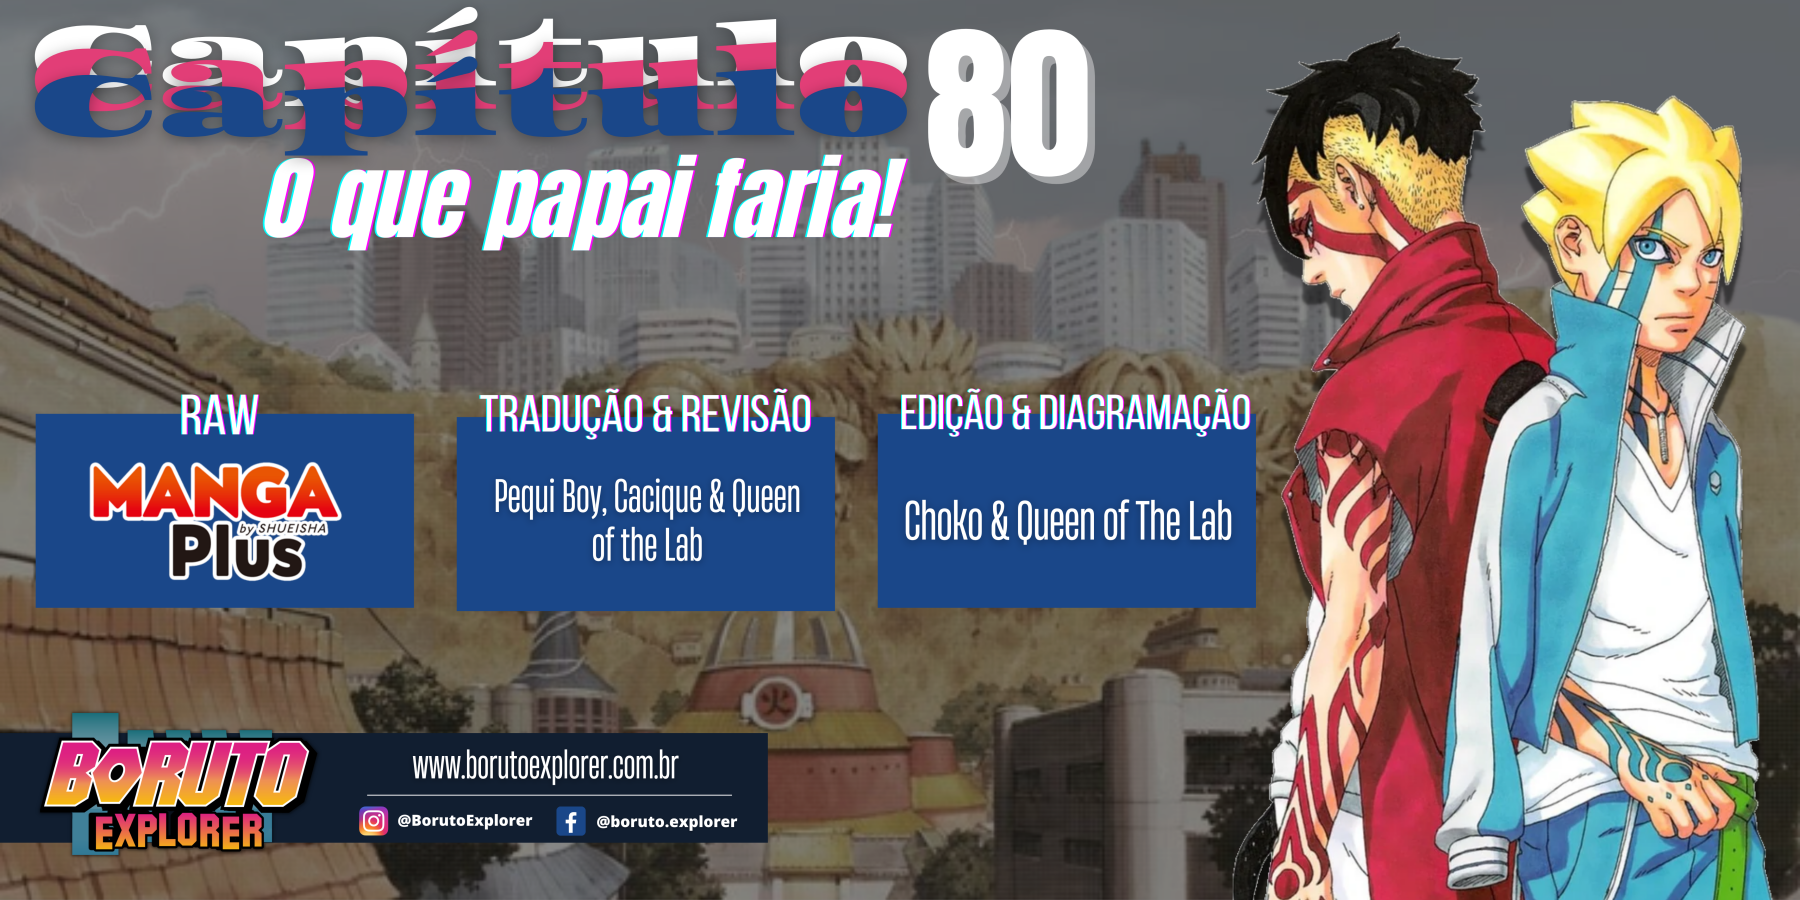 Capítulo 80
O que papai faria!
RAW
MANGA
by SHUEISHA
Plus
TRADUÇÃO & REVISÃO
Pequi Boy, Cacique & Queen
of the Lab
EDIÇÃO & DIAGRAMAÇÃO
Choko & Queen of The Lab
火
BORUTO
EXPLORER
www.borutoexplorer.com.br
@BorutoExplorer
@boruto.explorer